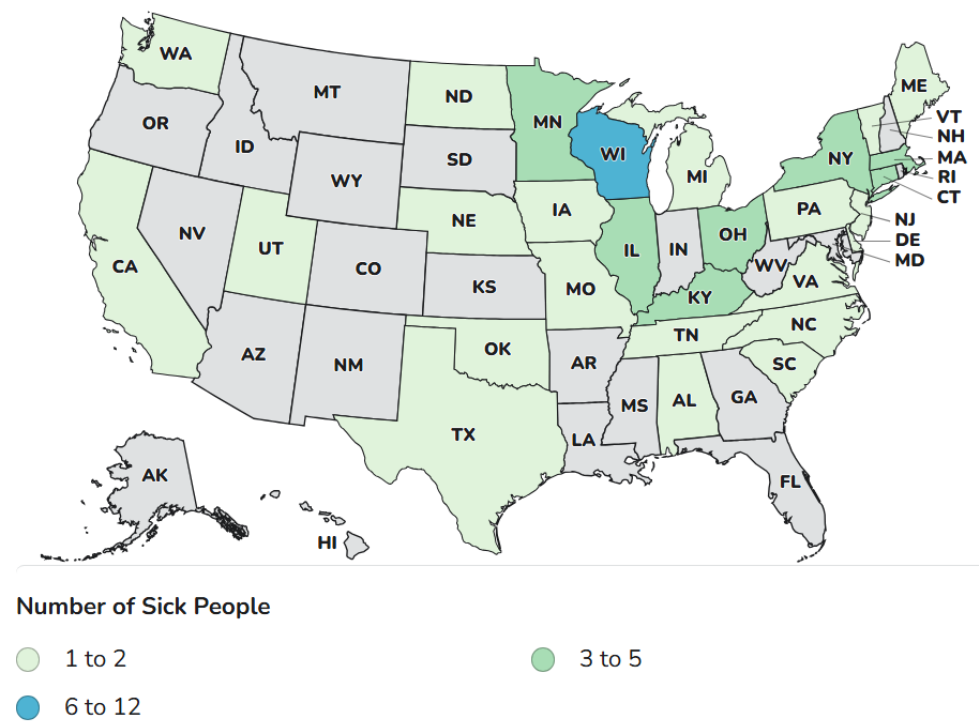 WA
MT
ND
MN
ME
VT
NH
MA
RI
CT
OR
ID
SD
WI
MI
NY
WY
NE
IA
PA
NJ
DE
MD
NV
UT
CO
KS
MO
IL
IN
OH
WV
VA
KY
CA
AZ
NM
OK
AR
TN
NC
SC
TX
LA
MS
AL
GA
FL
AK
HI
Number of Sick People
1 to 2
3 to 5
6 to 12